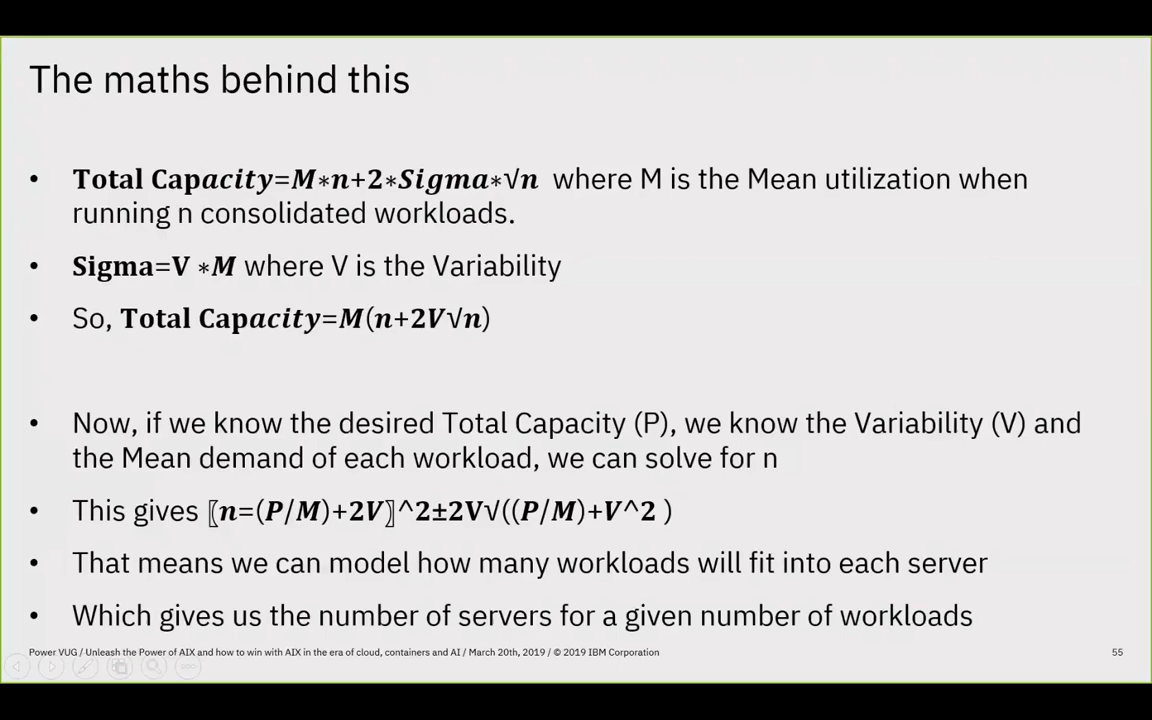 The maths behind this
• Total Capacity=M∗n+2∗Sigma∗√n where M is the Mean utilization when
running n consolidated workloads.
• Sigma=V ∗M where V is the Variability
• So, Total Capacity=M(n+2V√n)
• Now, if we know the desired Total Capacity (P), we know the Variability (V) and
the Mean demand of each workload, we can solve for n
• This gives 〖n=(P/M)+2V〗^2±2V√((P/M)+V^2 )
• That means we can model how many workloads will fit into each server
• Which gives us the number of servers for a given number of workloads
Power VUG / Unleash the Power of AIX and how to win with AIX in the era of cloud, containers and AI / March 20th, 2019 / © 2019 IBM Corporation 55